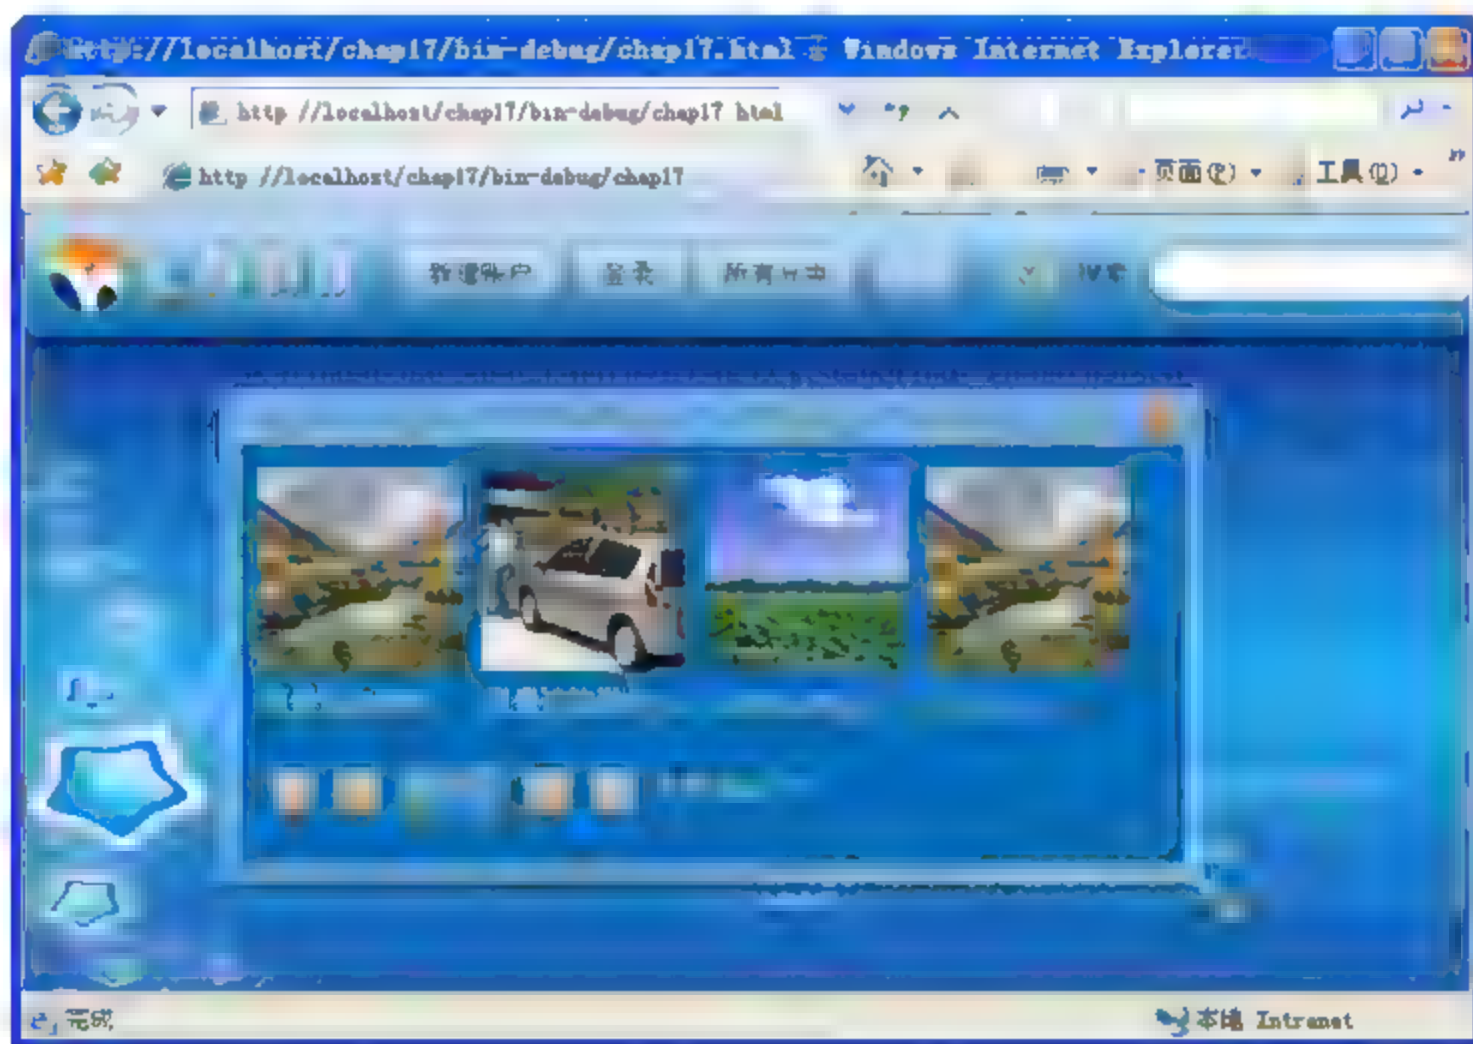 http://localhost/chap17/bin-debug/chap17.html - Windows Internet Explorer
http //localhost/chap17/bin-debug/chap17 html
http //localhost/chap17/bin-debug/chap17
页面(P)
工具(O)
新建账户
登录
所有日志
搜索
完成
本地 Intranet